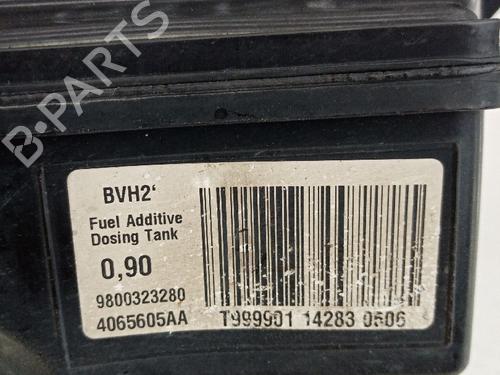 B-PARTS
BVH2'
Fuel Additive
Dosing Tank
0,90
9800323280
4065605AA
T999901 14283 0506